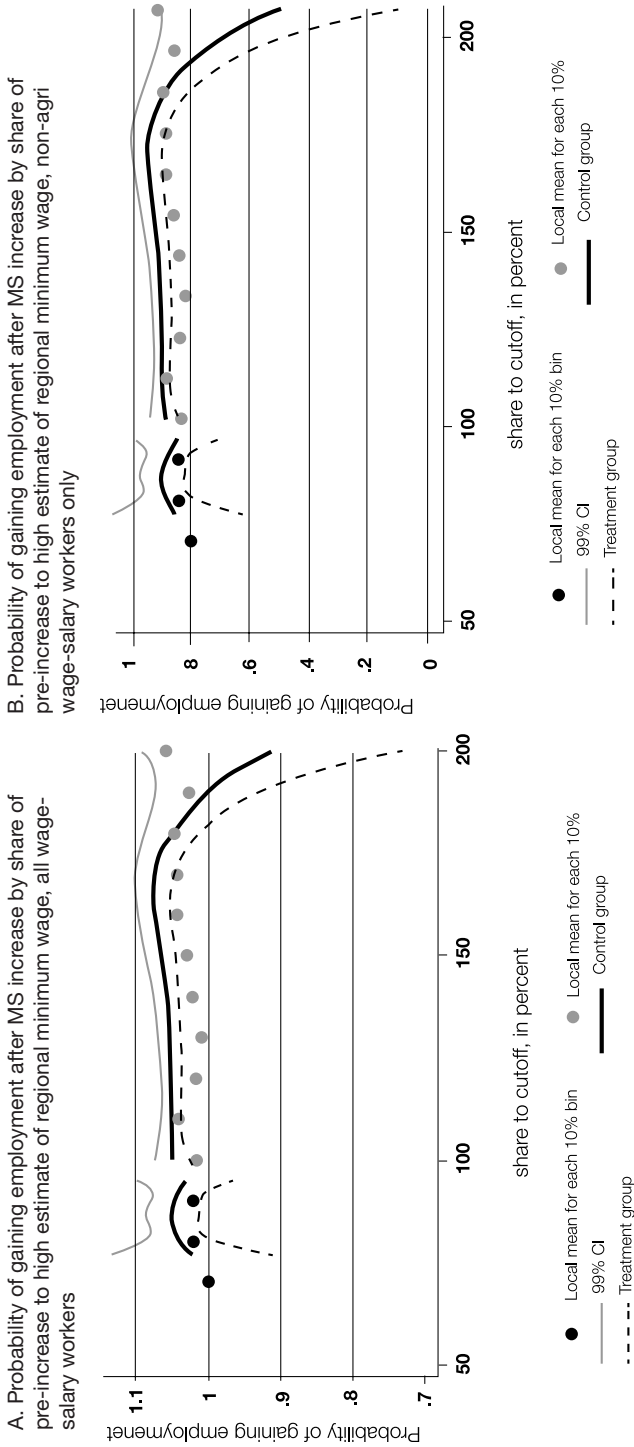 A. Probability of gaining employment after MS increase by share of
pre-increase to high estimate of regional minimum wage, all wage-
salary workers
Probability of gaining employmenet
1.1
1
.9
.8
.7
50
100
150
200
share to cutoff, in percent
Local mean for each 10% bin
Local mean for each 10%
99% CI
Control group
Treatment group
B. Probability of gaining employment after MS increase by share of
pre-increase to high estimate of regional minimum wage, non-agri
wage-salary workers only
Probability of gaining employmenet
1
.8
.6
.4
.2
0
50
100
150
200
share to cutoff, in percent
Local mean for each 10% bin
Local mean for each 10%
99% CI
Control group
Treatment group